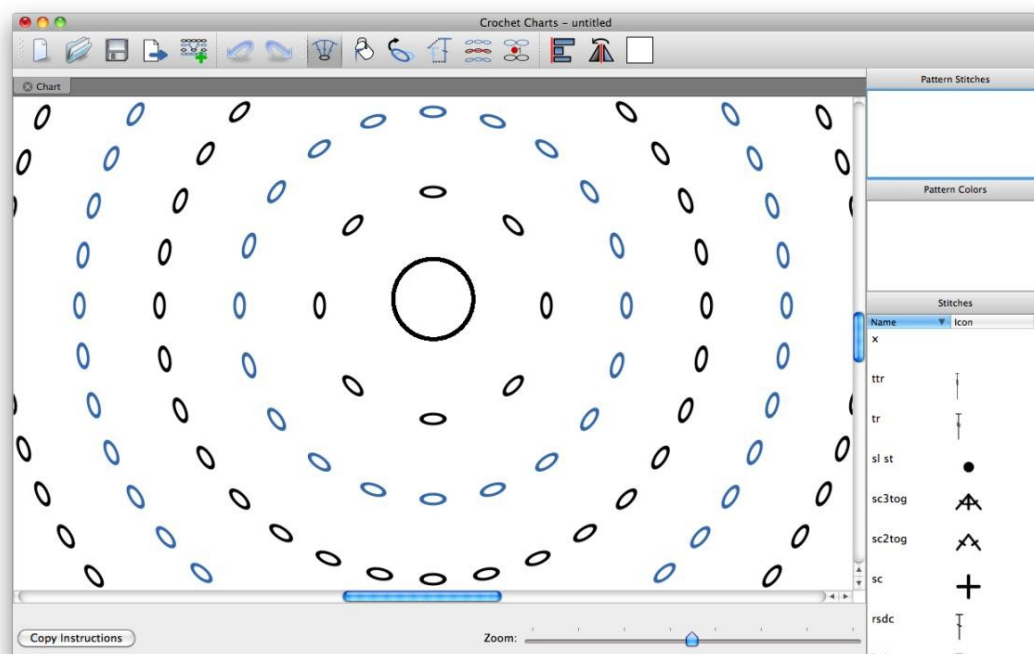 Crochet Charts – untitled
Chart
Pattern Stitches
Pattern Colors
Stitches
Name Icon
x
ttr
tr
sl st
sc3tog
sc2tog
sc
rsdc
Copy Instructions
Zoom: